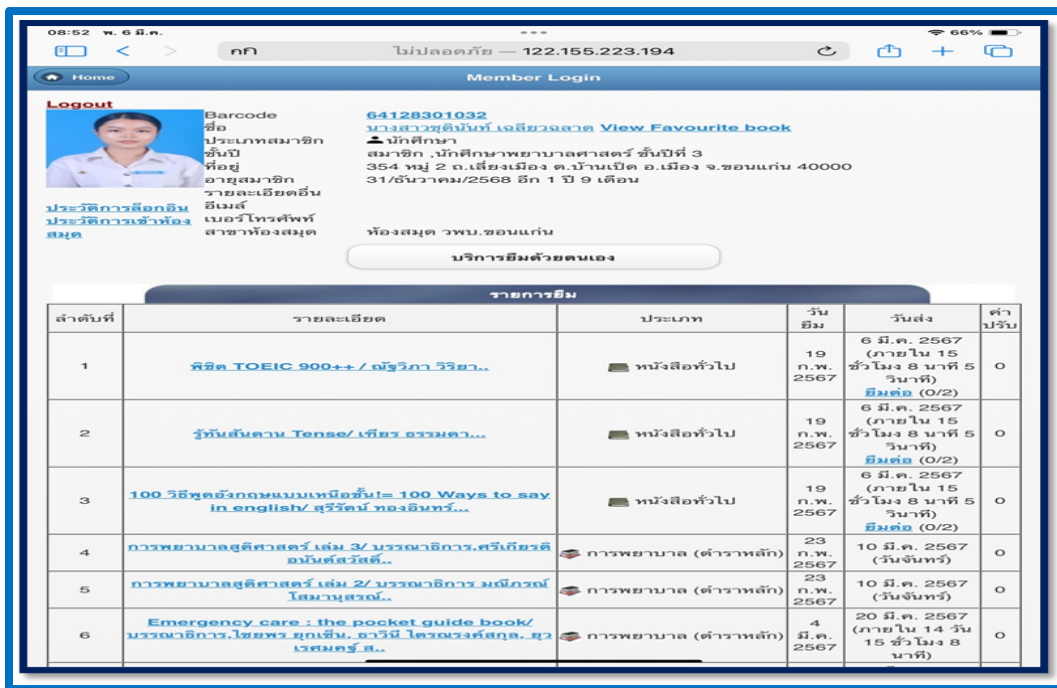 08:52 พ. 6 มี.ค.
66%
กก
ไม่ปลอดภัย — 122.155.223.194
Home
Member Login
Logout
Barcode 64128301032
ชื่อ นางสาวชุตินันท์ เฉลียวฉลาด View Favourite book
ประเภทสมาชิก นักศึกษา
ชั้นปี สมาชิก ,นักศึกษาพยาบาลศาสตร์ ชั้นปีที่ 3
ที่อยู่ 354 หมู่ 2 ถ.เลี่ยงเมือง ต.บ้านเป็ด อ.เมือง จ.ขอนแก่น 40000
อายุสมาชิก 31/ธันวาคม/2568 อีก 1 ปี 9 เดือน
รายละเอียดอื่น
อีเมล์
เบอร์โทรศัพท์
สาขาห้องสมุด ห้องสมุด วพบ.ขอนแก่น
ประวัติการล็อกอิน
ประวัติการเข้าห้อง
สมุด
บริการยืมด้วยตนเอง
รายการยืม
ลำดับที่ รายละเอียด ประเภท วันยืม วันส่ง ค่าปรับ
1 พิชิต TOEIC 900++ / ณัฐวิภา วิริยา.. หนังสือทั่วไป 19 ก.พ. 2567 6 มี.ค. 2567 (ภายใน 15 ชั่วโมง 8 นาที 5 วินาที) ยืมต่อ (0/2) 0
2 รู้ทันสันดาน Tense/ เทียร ธรรมดา... หนังสือทั่วไป 19 ก.พ. 2567 6 มี.ค. 2567 (ภายใน 15 ชั่วโมง 8 นาที 5 วินาที) ยืมต่อ (0/2) 0
3 100 วิธีพูดอังกฤษแบบเหนือชั้น!= 100 Ways to say in english/ สุรีรัตน์ ทองอินทร์... หนังสือทั่วไป 19 ก.พ. 2567 6 มี.ค. 2567 (ภายใน 15 ชั่วโมง 8 นาที 5 วินาที) ยืมต่อ (0/2) 0
4 การพยาบาลสูติศาสตร์ เล่ม 3/ บรรณาธิการ,ศรีเกียรติ อนันต์สวัสดิ์.. การพยาบาล (ตำราหลัก) 23 ก.พ. 2567 10 มี.ค. 2567 (วันจันทร์) 0
5 การพยาบาลสูติศาสตร์ เล่ม 2/ บรรณาธิการ มณีภรณ์ โสมานุสรณ์.. การพยาบาล (ตำราหลัก) 23 ก.พ. 2567 10 มี.ค. 2567 (วันจันทร์) 0
6 Emergency care : the pocket guide book/ บรรณาธิการ,ไชยพร ยุกเซ็น, ธาวินี ไตรณรงค์สกุล, ยุวเรศมคฐ์ ส.. การพยาบาล (ตำราหลัก) 4 มี.ค. 2567 20 มี.ค. 2567 (ภายใน 14 วัน 15 ชั่วโมง 8 นาที) 0